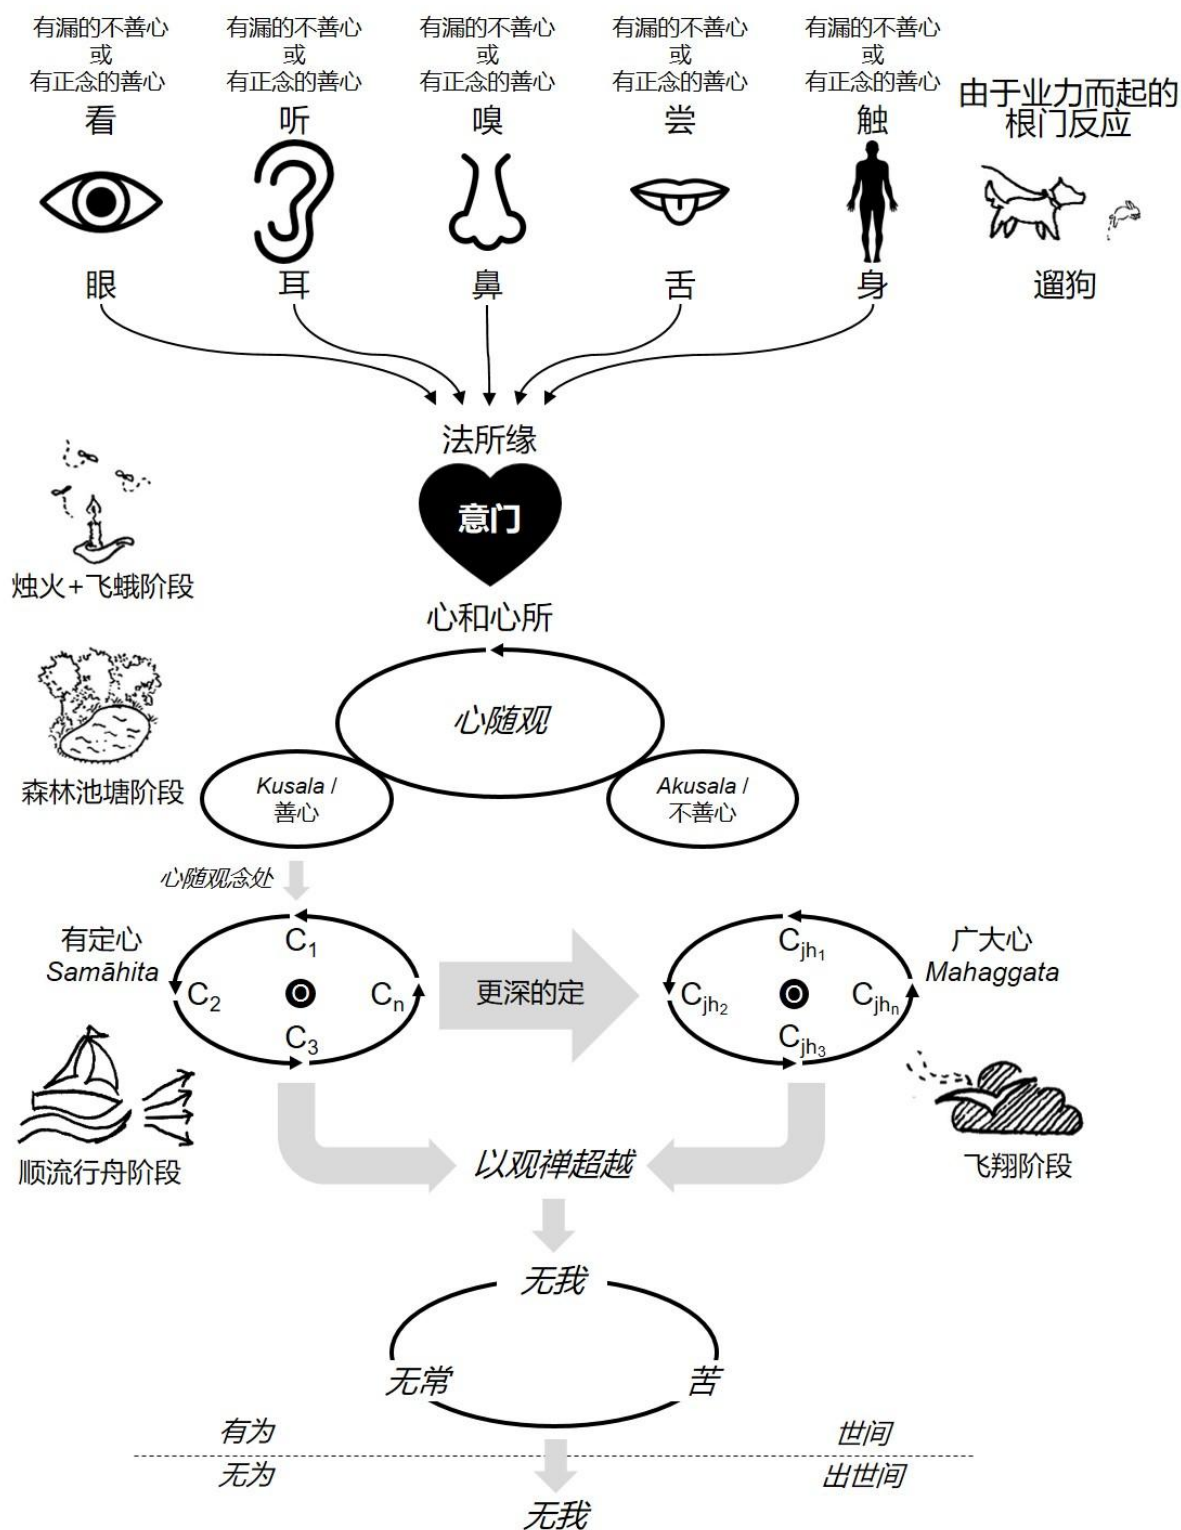 有漏的不善心
或
有正念的善心
看
有漏的不善心
或
有正念的善心
听
有漏的不善心
或
有正念的善心
嗅
有漏的不善心
或
有正念的善心
尝
有漏的不善心
或
有正念的善心
触
由于业力而起的
根门反应
眼
耳
鼻
舌
身
遛狗
法所缘
意门
烛火+飞蛾阶段
心和心所
心随观
森林池塘阶段
Kusala /
善心
Akusala /
不善心
心随观念处
有定心
Samāhita
C1
C2
O
Cn
C3
更深的定
Cjh1
Cjh2
O
Cjhn
Cjh3
广大心
Mahaggata
顺流行舟阶段
以观禅超越
飞翔阶段
无我
无常
苦
有为
世间
无为
出世间
无我